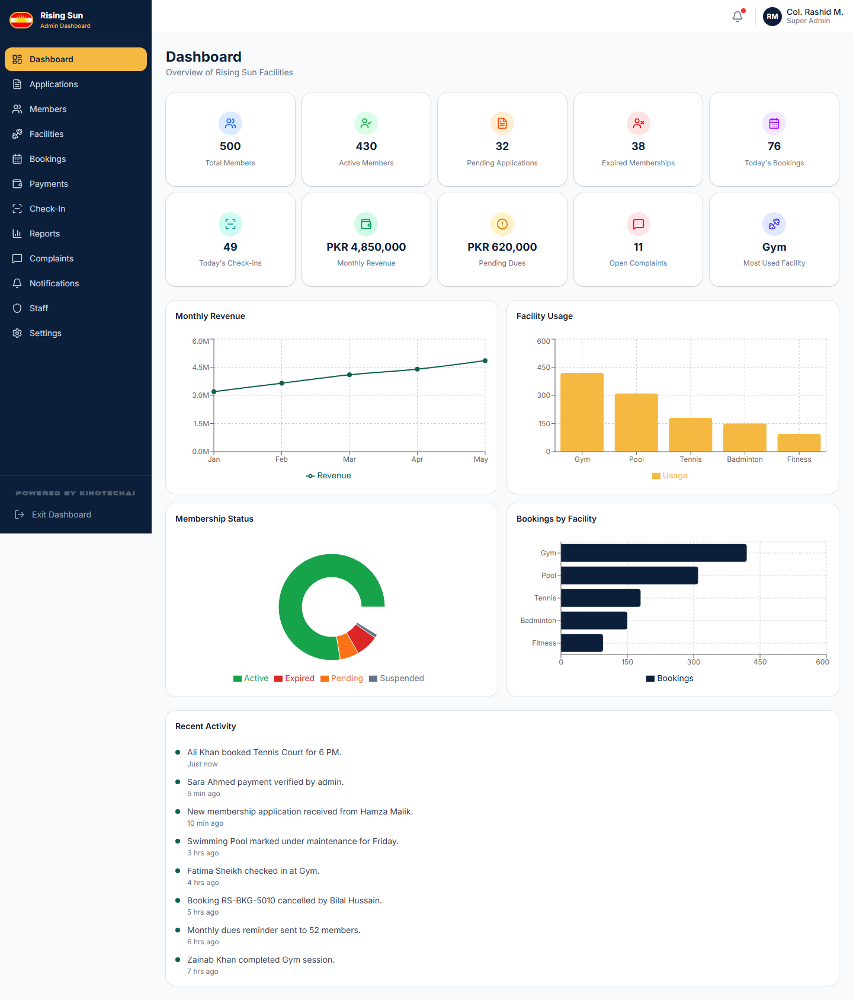 Rising Sun
Admin Dashboard
Dashboard
Applications
Members
Facilities
Bookings
Payments
Check-In
Reports
Complaints
Notifications
Staff
Settings
POWERED BY KINOTECHAI
Exit Dashboard
RM
Col. Rashid M.
Super Admin
Dashboard
Overview of Rising Sun Facilities
500
Total Members
430
Active Members
32
Pending Applications
38
Expired Memberships
76
Today's Bookings
49
Today's Check-ins
PKR 4,850,000
Monthly Revenue
PKR 620,000
Pending Dues
11
Open Complaints
Gym
Most Used Facility
Monthly Revenue
6.0M
4.5M
3.0M
1.5M
0.0M
Jan Feb Mar Apr May
Revenue
Facility Usage
600
450
300
150
0
Gym Pool Tennis Badminton Fitness
Usage
Membership Status
Active Expired Pending Suspended
Bookings by Facility
Gym
Pool
Tennis
Badminton
Fitness
0 150 300 450 600
Bookings
Recent Activity
Ali Khan booked Tennis Court for 6 PM.
Just now
Sara Ahmed payment verified by admin.
5 min ago
New membership application received from Hamza Malik.
10 min ago
Swimming Pool marked under maintenance for Friday.
3 hrs ago
Fatima Sheikh checked in at Gym.
4 hrs ago
Booking RS-BKG-5010 cancelled by Bilal Hussain.
5 hrs ago
Monthly dues reminder sent to 52 members.
6 hrs ago
Zainab Khan completed Gym session.
7 hrs ago